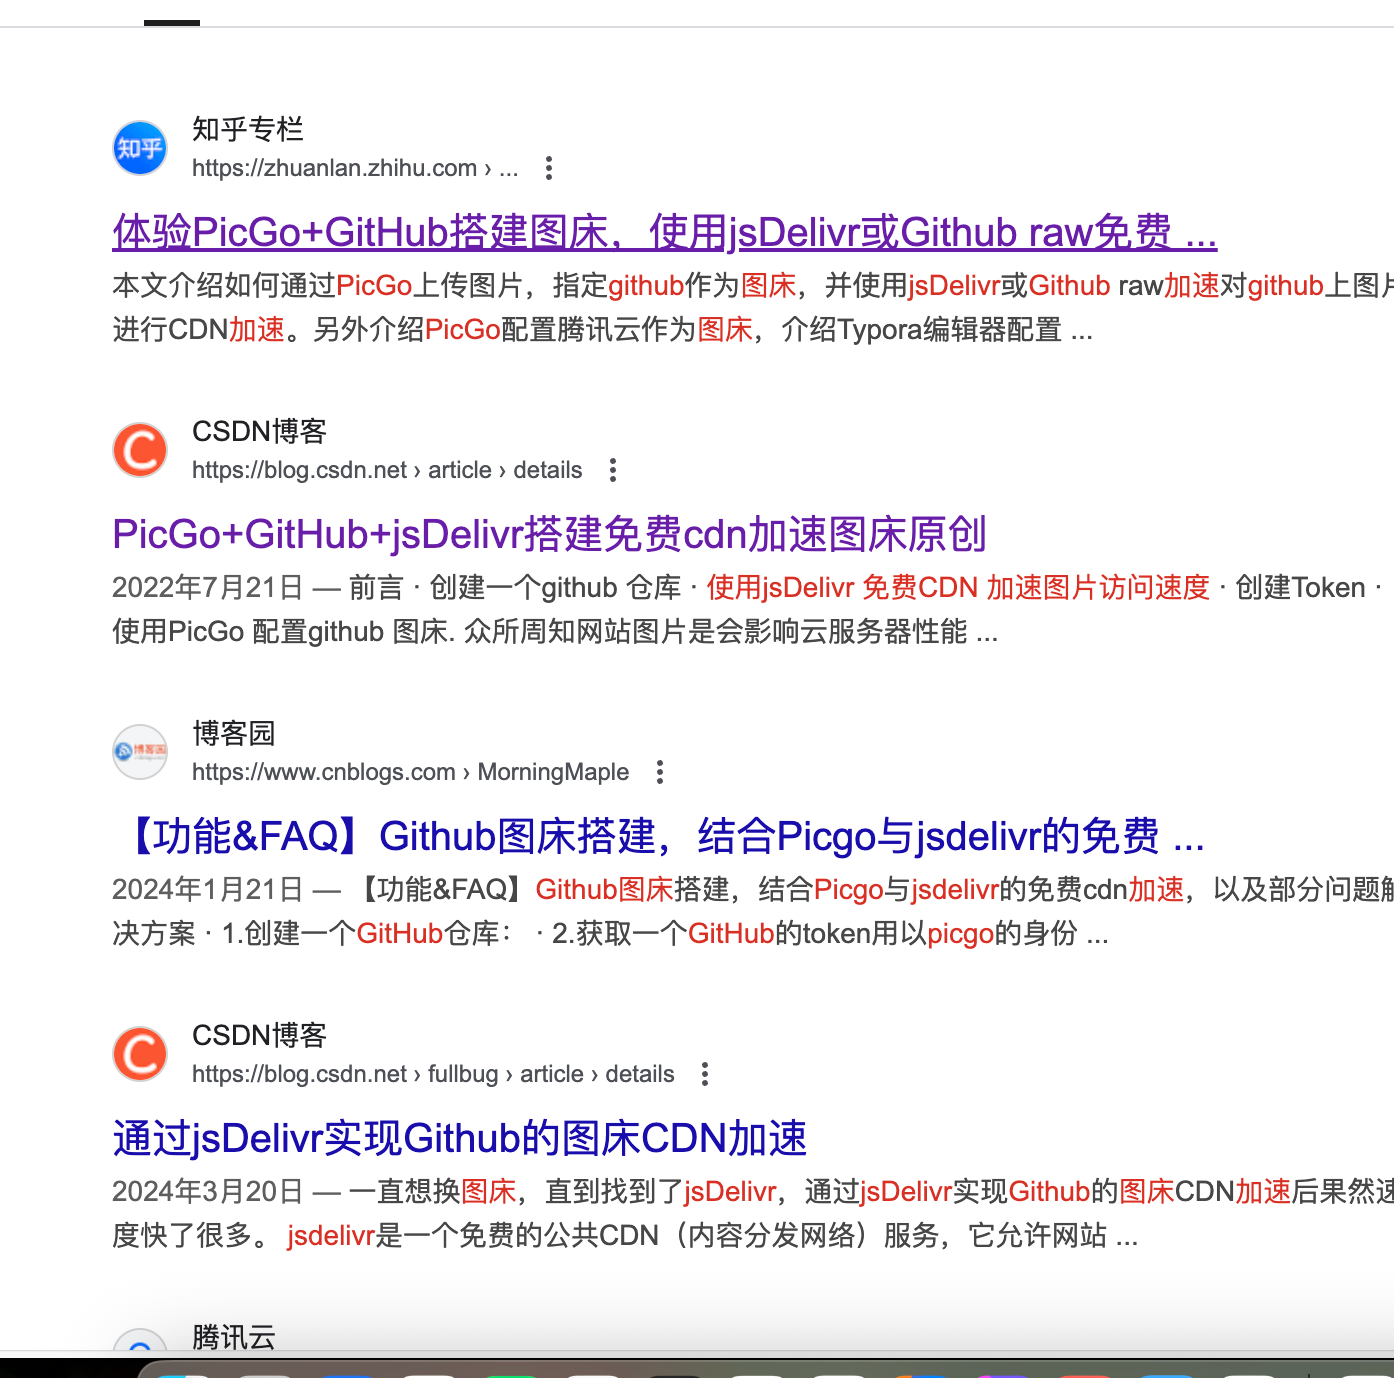 知乎
知乎专栏
https://zhuanlan.zhihu.com › ...
体验PicGo+GitHub搭建图床，使用jsDelivr或Github raw免费 ...
本文介绍如何通过PicGo上传图片，指定github作为图床，并使用jsDelivr或Github raw加速对github上图片
进行CDN加速。另外介绍PicGo配置腾讯云作为图床，介绍Typora编辑器配置 ...
CSDN博客
https://blog.csdn.net › article › details
PicGo+GitHub+jsDelivr搭建免费cdn加速图床原创
2022年7月21日 — 前言 · 创建一个github 仓库 · 使用jsDelivr 免费CDN 加速图片访问速度 · 创建Token ·
使用PicGo 配置github 图床. 众所周知网站图片是会影响云服务器性能 ...
博客园
博客园
https://www.cnblogs.com › MorningMaple
【功能&FAQ】Github图床搭建，结合Picgo与jsdelivr的免费 ...
2024年1月21日 — 【功能&FAQ】Github图床搭建，结合Picgo与jsdelivr的免费cdn加速，以及部分问题解
决方案 · 1.创建一个GitHub仓库： · 2.获取一个GitHub的token用以picgo的身份 ...
CSDN博客
https://blog.csdn.net › fullbug › article › details
通过jsDelivr实现Github的图床CDN加速
2024年3月20日 — 一直想换图床，直到找到了jsDelivr，通过jsDelivr实现Github的图床CDN加速后果然速
度快了很多。 jsdelivr是一个免费的公共CDN（内容分发网络）服务，它允许网站 ...
腾讯云